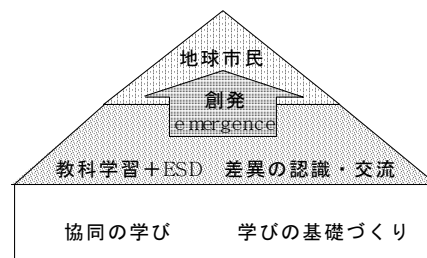 地球市民
創発
emergence
教科学習＋ESD 差異の認識・交流
協同の学び 学びの基礎づくり